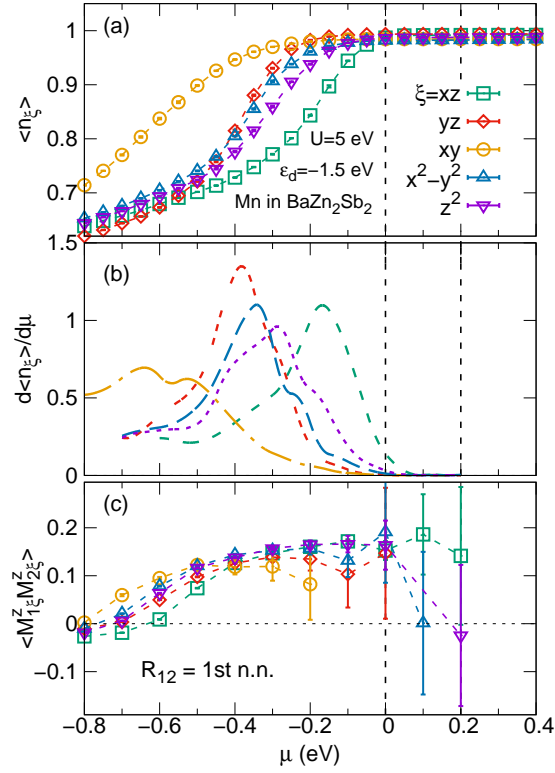 (a)
1
0.9
0.8
0.7
<n_ξ>
ξ=xz
yz
xy
x²−y²
z²
U=5 eV
ε_d=−1.5 eV
Mn in BaZn₂Sb₂
(b)
1.5
1
0.5
0
d<n_ξ>/dμ
(c)
0.2
0.1
0
−0.1
<M^z_{1ξ}M^z_{2ξ}>
R₁₂ = 1st n.n.
−0.8 −0.6 −0.4 −0.2 0 0.2 0.4
μ (eV)